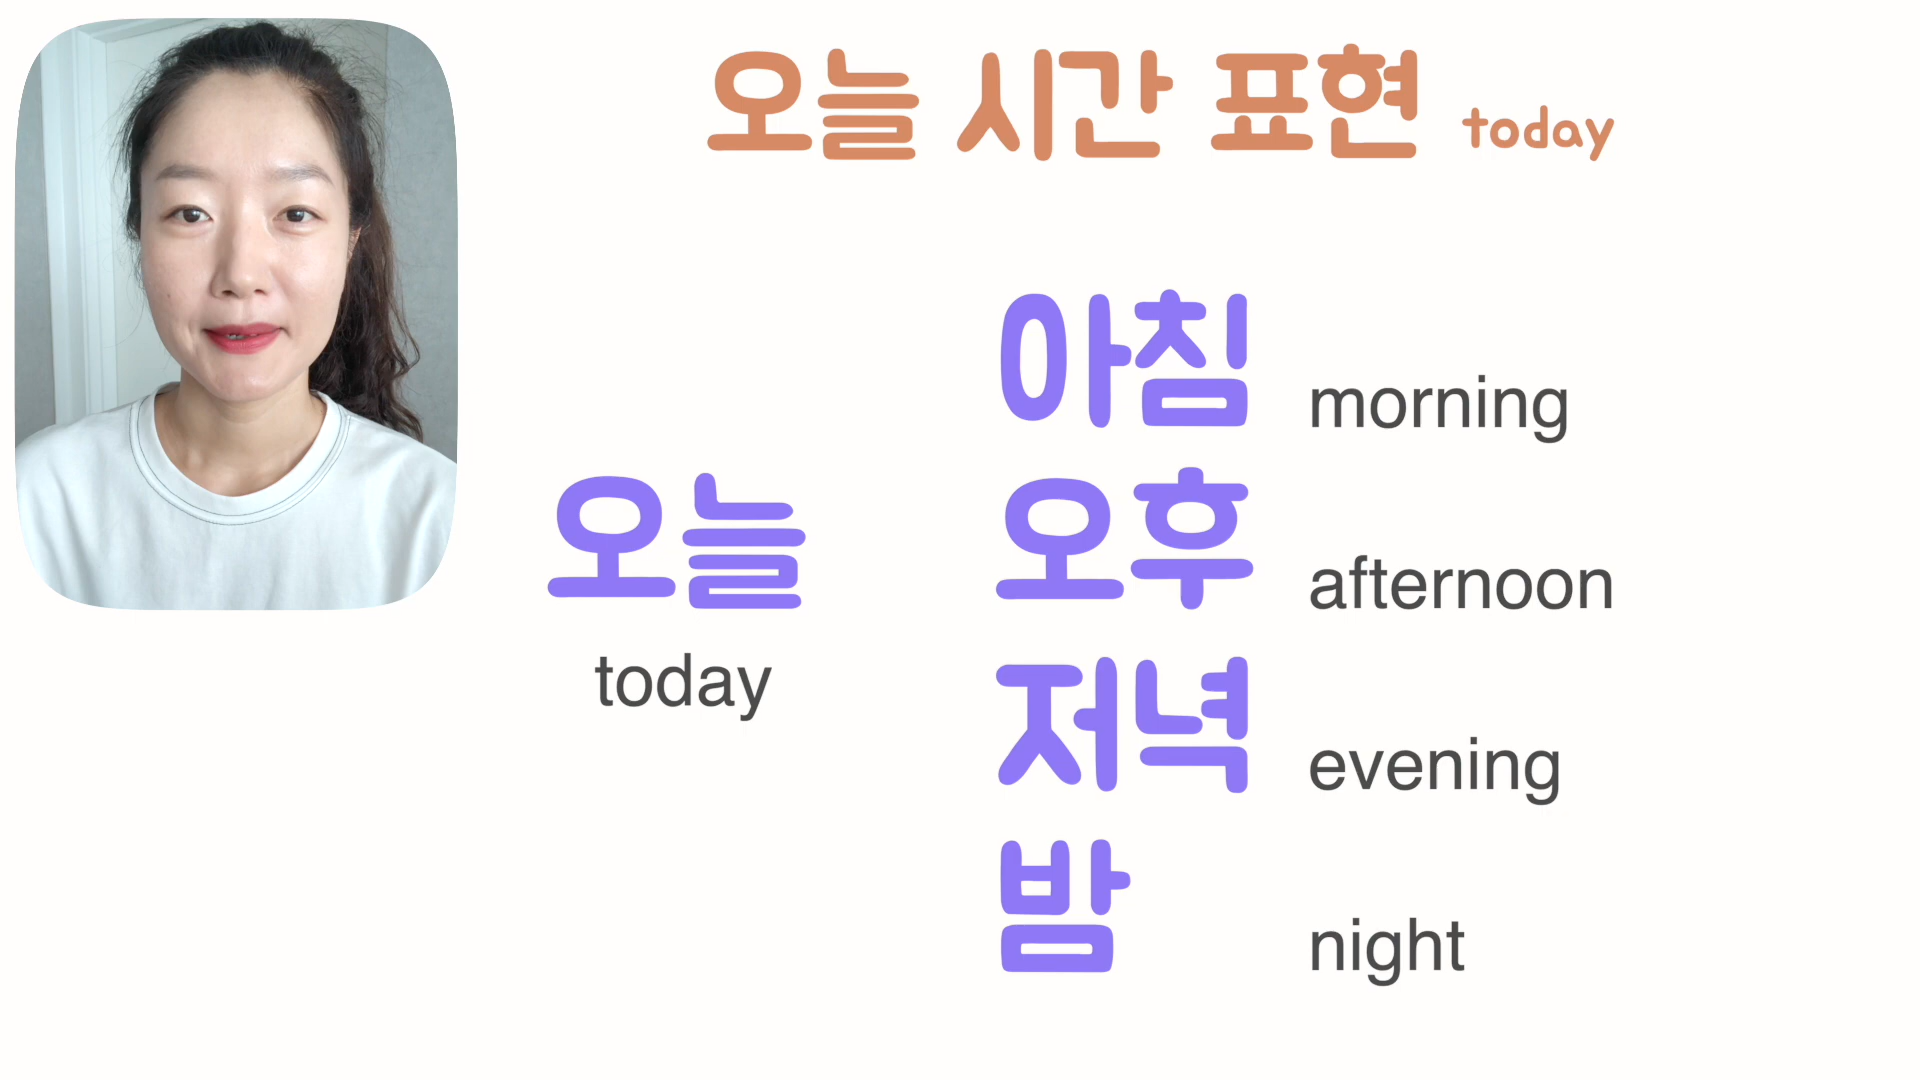 오늘 시간 표현 today
아침 morning
오늘
오후 afternoon
today
저녁 evening
밤 night